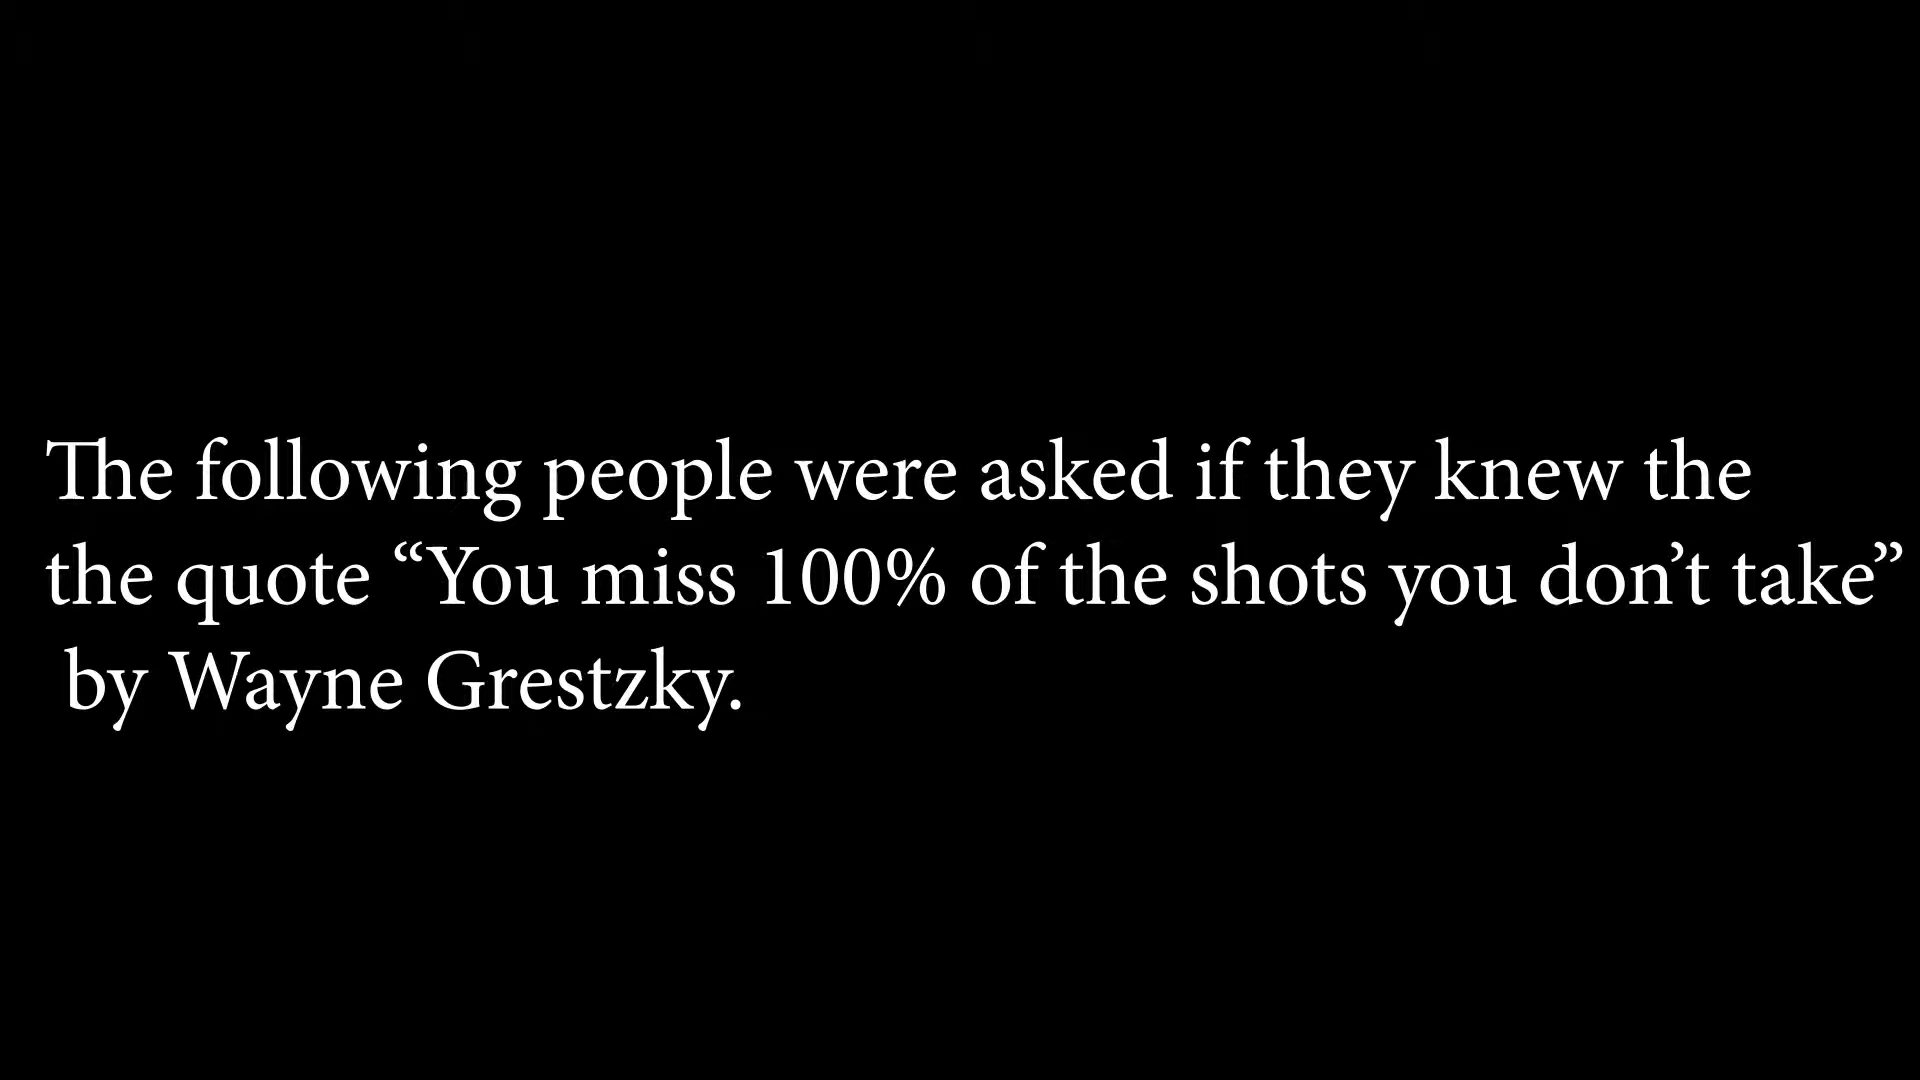 The following people were asked if they knew the
the quote “You miss 100% of the shots you don’t take”
by Wayne Grestzky.